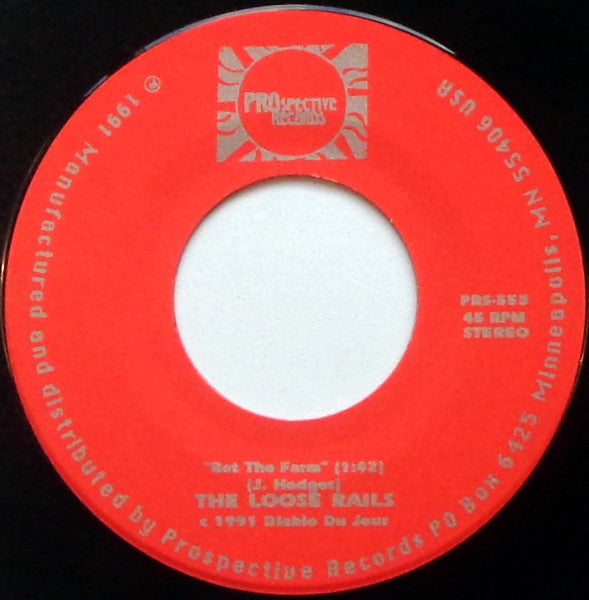 PROSPECTIVE
RECORDS
PRS-553
45 RPM
STEREO
"Bet The Farm" (1:42)
(J. Hodges)
THE LOOSE RAILS
c 1991 Diablo Du Jour
℗ 1991 Manufactured and distributed by Prospective Records PO Box 6425 Minneapolis, MN 55406 USA